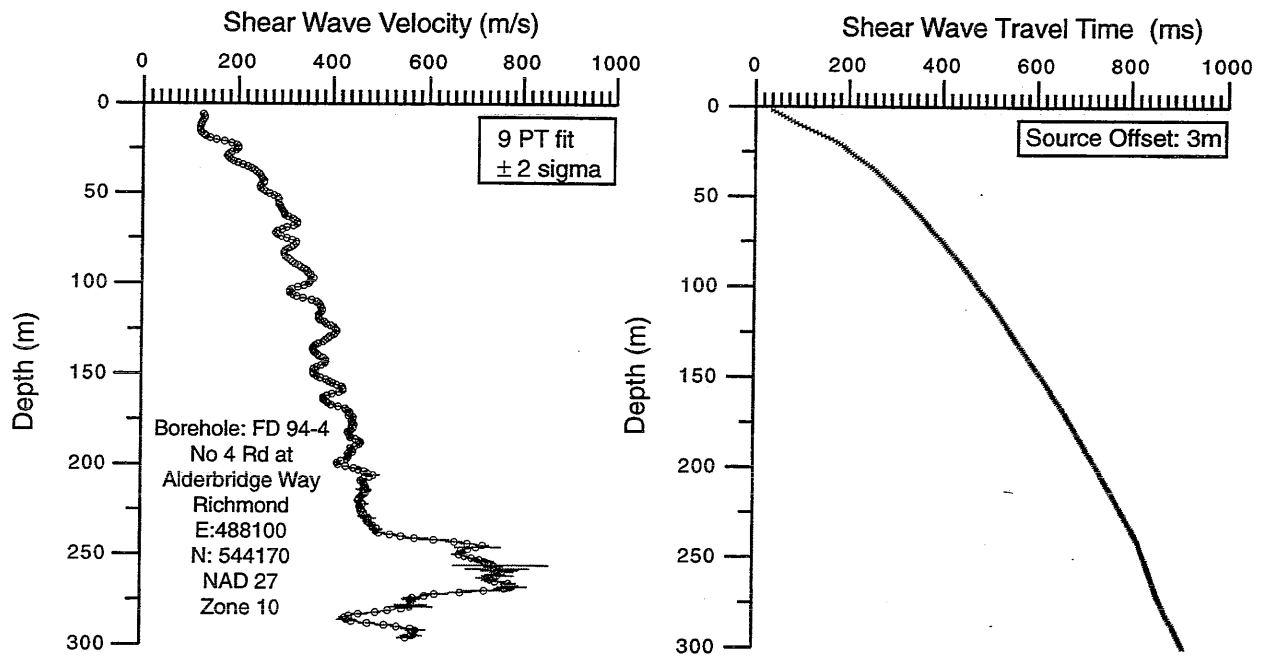 Shear Wave Velocity (m/s)
0 200 400 600 800 1000
0
50
100
150
200
250
300
Depth (m)
9 PT fit
± 2 sigma
Borehole: FD 94-4
No 4 Rd at
Alderbridge Way
Richmond
E:488100
N: 544170
NAD 27
Zone 10
Shear Wave Travel Time (ms)
0 200 400 600 800 1000
0
50
100
150
200
250
300
Depth (m)
Source Offset: 3m